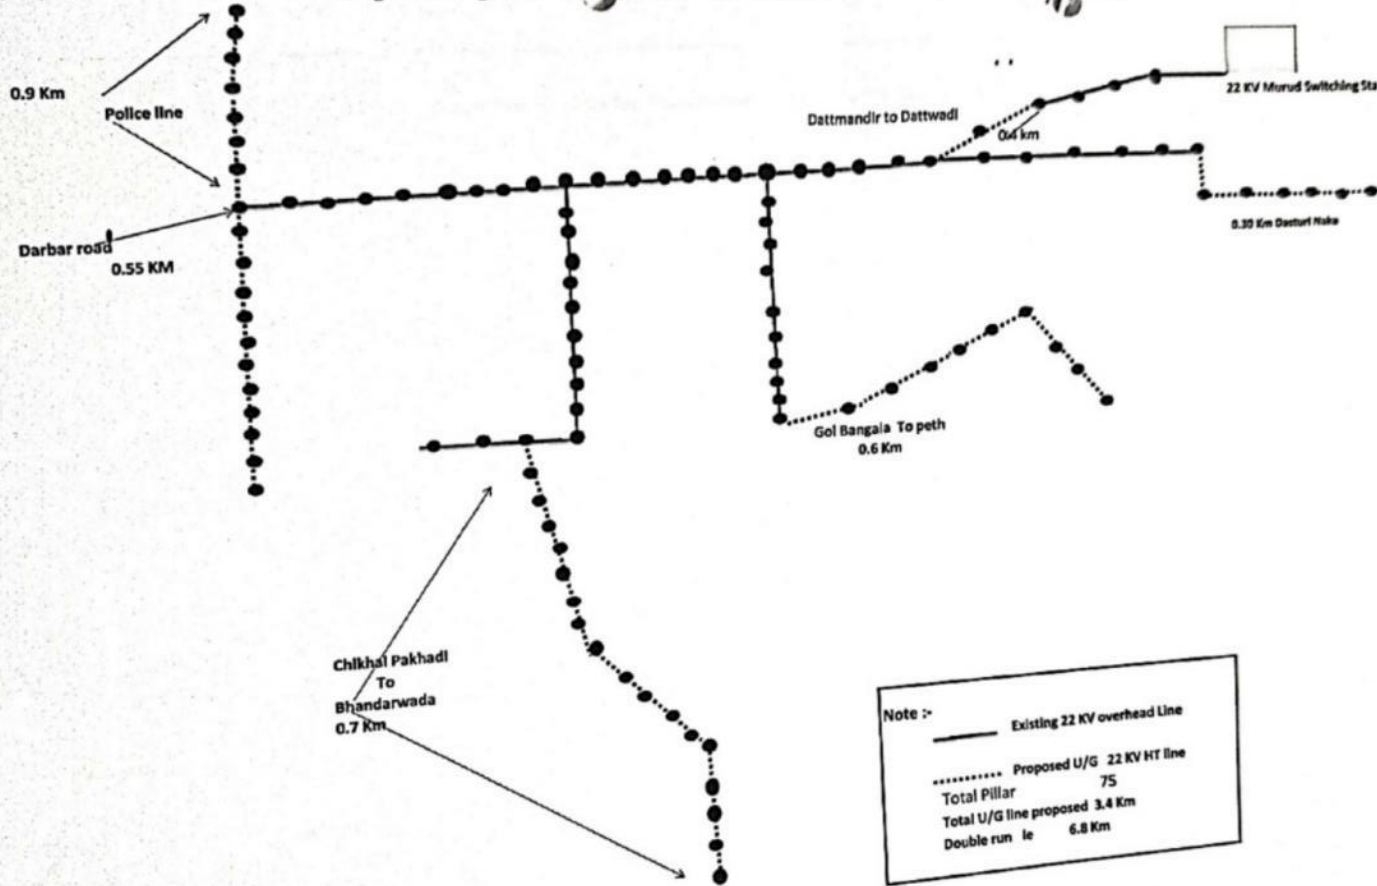 0.9 Km
Police line
Darbar road
0.55 KM
Dattmandir to Dattwadi
0.4 km
22 KV Murud Switching Sta
0.30 Km Dasturi Naka
Gol Bangala To peth
0.6 Km
Chikhal Pakhadi
To
Bhandarwada
0.7 Km
Note :-
Existing 22 KV overhead Line
Proposed U/G 22 KV HT line
Total Pillar 75
Total U/G line proposed 3.4 Km
Double run ie 6.8 Km